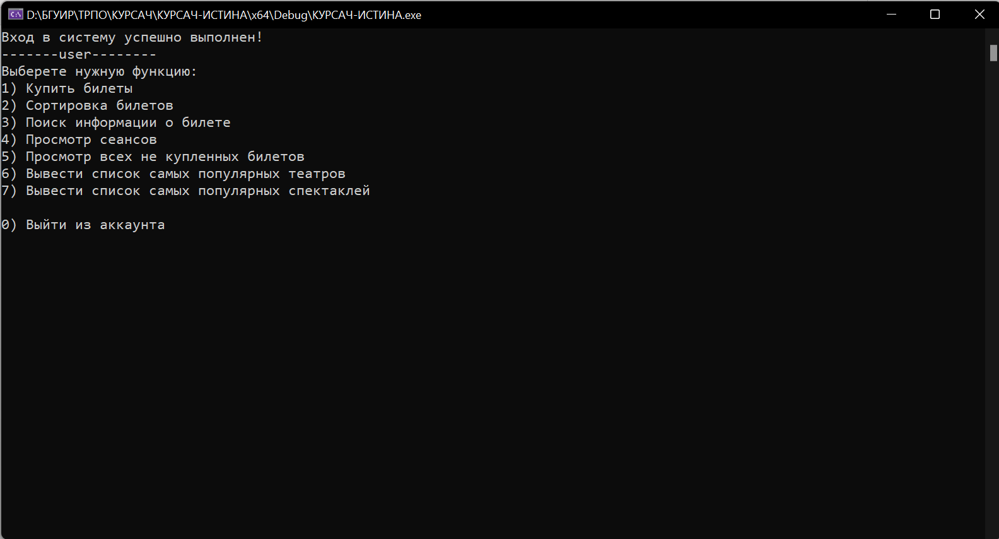 D:\БГУИР\ТРПО\КУРСАЧ\КУРСАЧ-ИСТИНА\x64\Debug\КУРСАЧ-ИСТИНА.exe
Вход в систему успешно выполнен!
-------user--------
Выберете нужную функцию:
1) Купить билеты
2) Сортировка билетов
3) Поиск информации о билете
4) Просмотр сеансов
5) Просмотр всех не купленных билетов
6) Вывести список самых популярных театров
7) Вывести список самых популярных спектаклей
0) Выйти из аккаунта